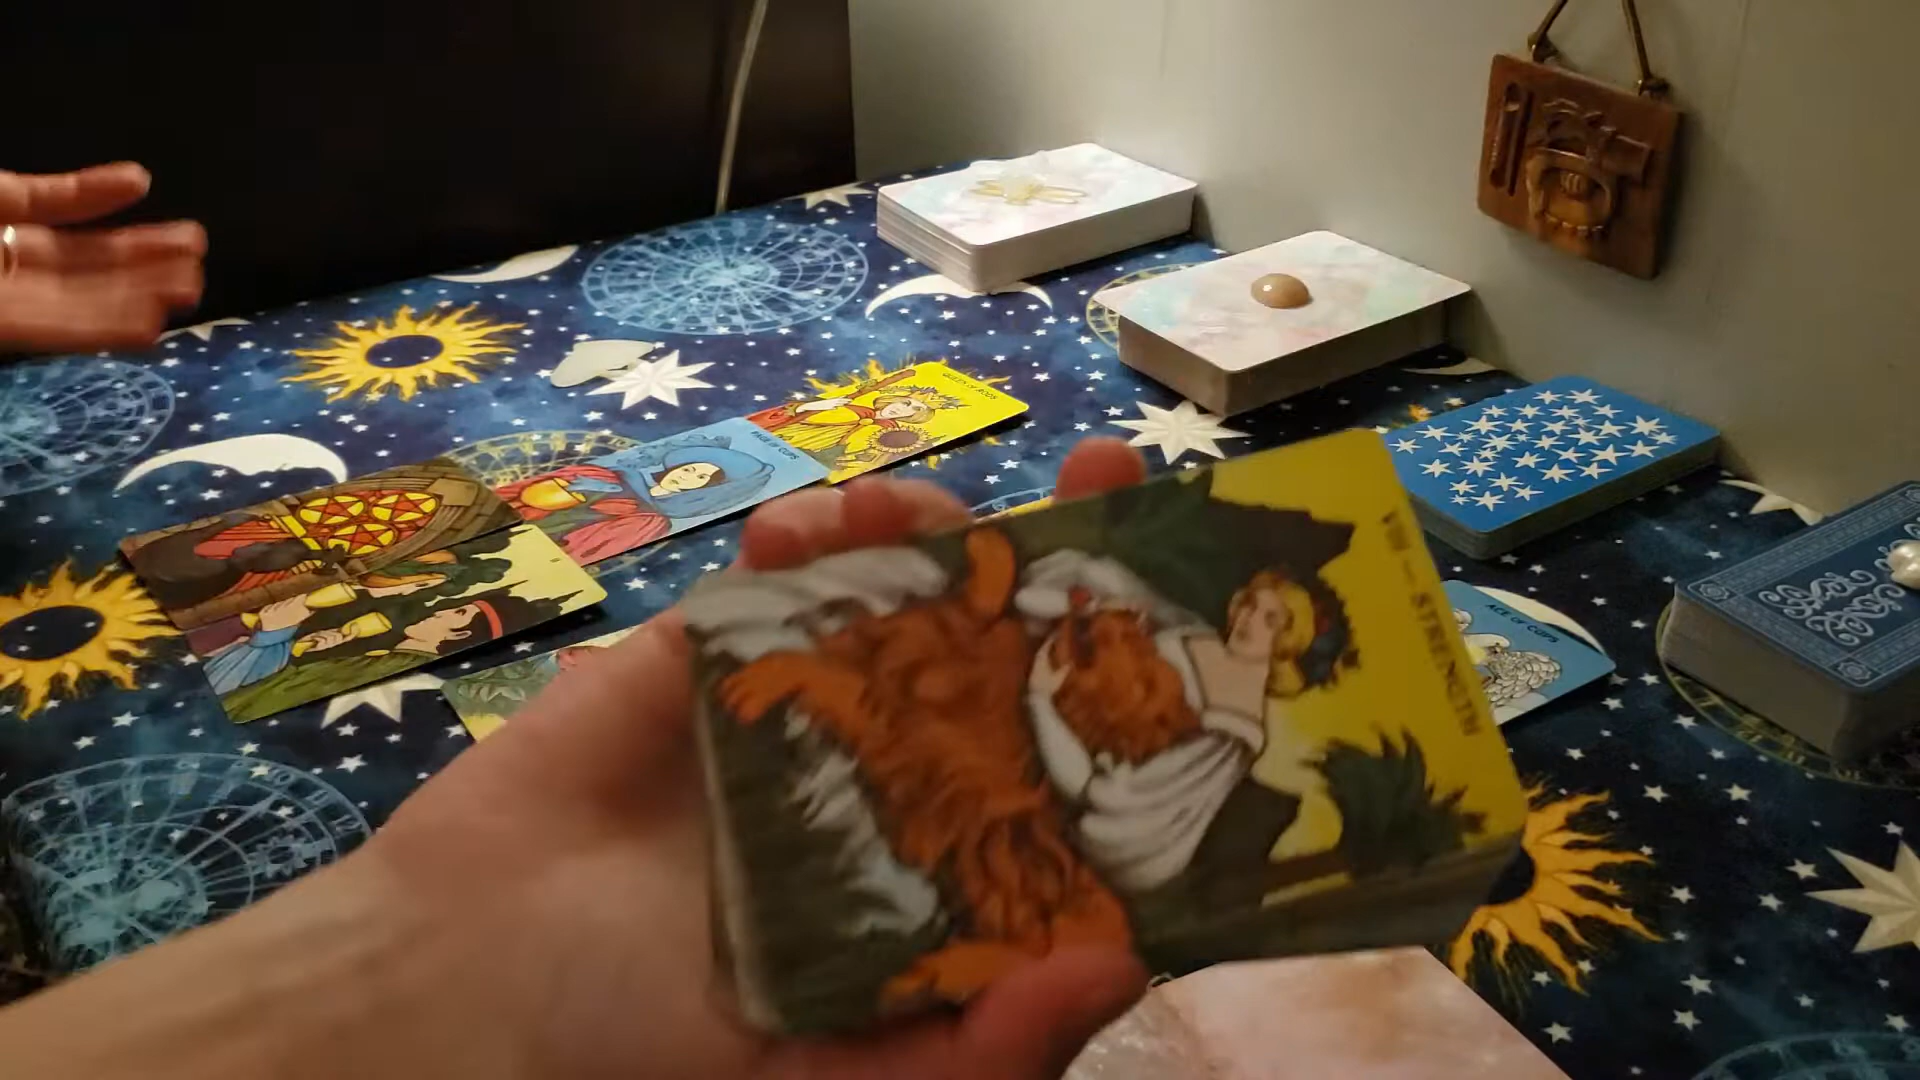 QUEEN OF RODS
PAGE OF CUPS
VIII - STRENGTH
ACE OF CUPS